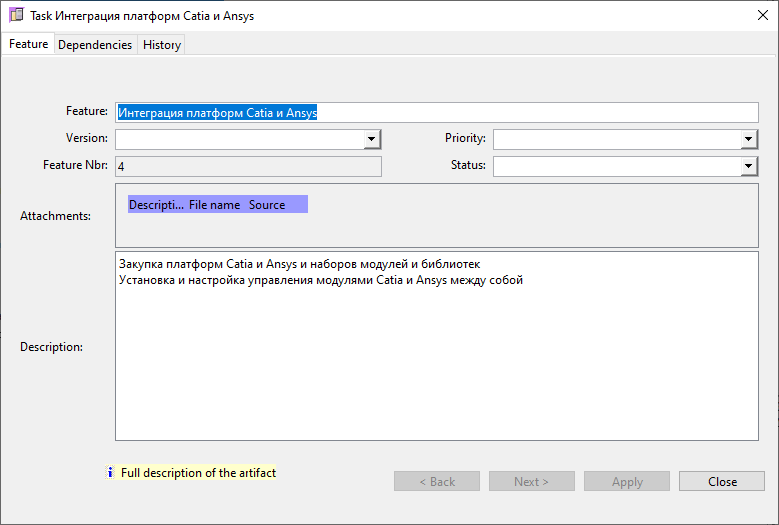 Task Интеграция платформ Catia и Ansys
Feature Dependencies History
Feature: Интеграция платформ Catia и Ansys
Version: Priority:
Feature Nbr: 4 Status:
Attachments:
Descripti... File name Source
Закупка платформ Catia и Ansys и наборов модулей и библиотек
Установка и настройка управления модулями Catia и Ansys между собой
Description:
Full description of the artifact
< Back Next > Apply Close